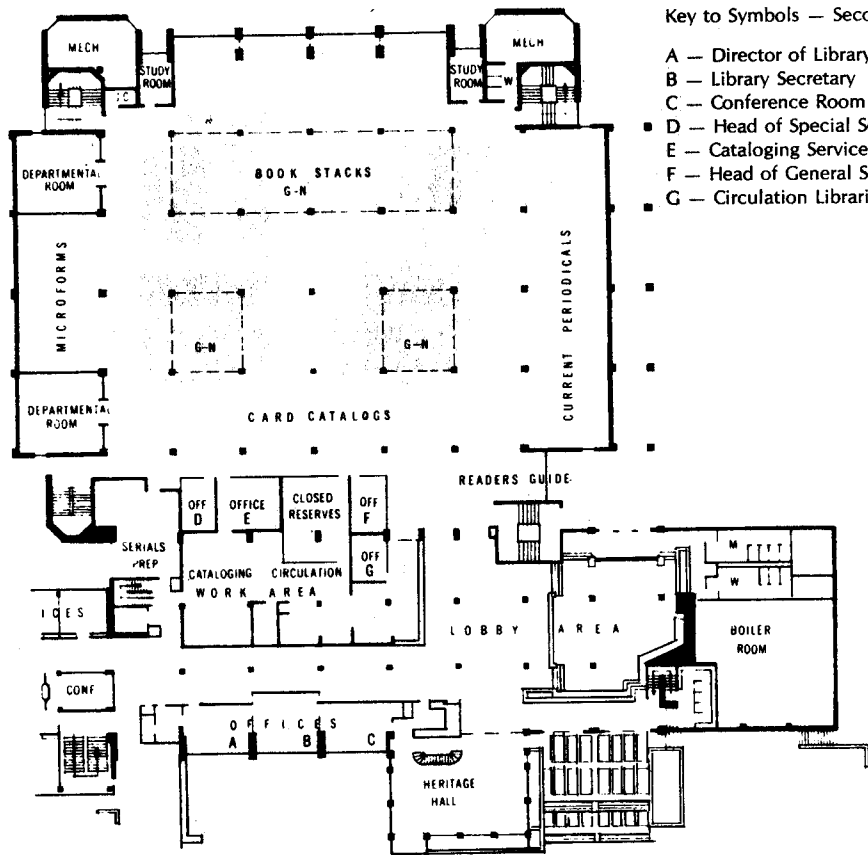 Key to Symbols — Seco
A — Director of Library
B — Library Secretary
C — Conference Room
D — Head of Special Se
E — Cataloging Service
F — Head of General S
G — Circulation Librari
MECH
STUDY
ROOM
STUDY
ROOM
W
MECH
DEPARTMENTAL
ROOM
BOOK STACKS
G-N
MICROFORMS
G-N
G-N
CURRENT PERIODICALS
DEPARTMENTAL
ROOM
CARD CATALOGS
READERS GUIDE
OFF
D
OFFICE
E
CLOSED
RESERVES
OFF
F
SERIALS
PREP
OFF
G
CATALOGING CIRCULATION
WORK AREA
M
W
ICES
LOBBY AREA
BOILER
ROOM
CONF
OFFICES
A B C
HERITAGE
HALL